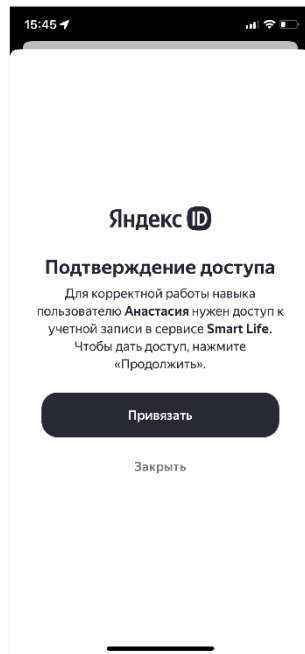 15:45
Яндекс ID
Подтверждение доступа
Для корректной работы навыка
пользователю Анастасия нужен доступ к
учетной записи в сервисе Smart Life.
Чтобы дать доступ, нажмите
«Продолжить».
Привязать
Закрыть